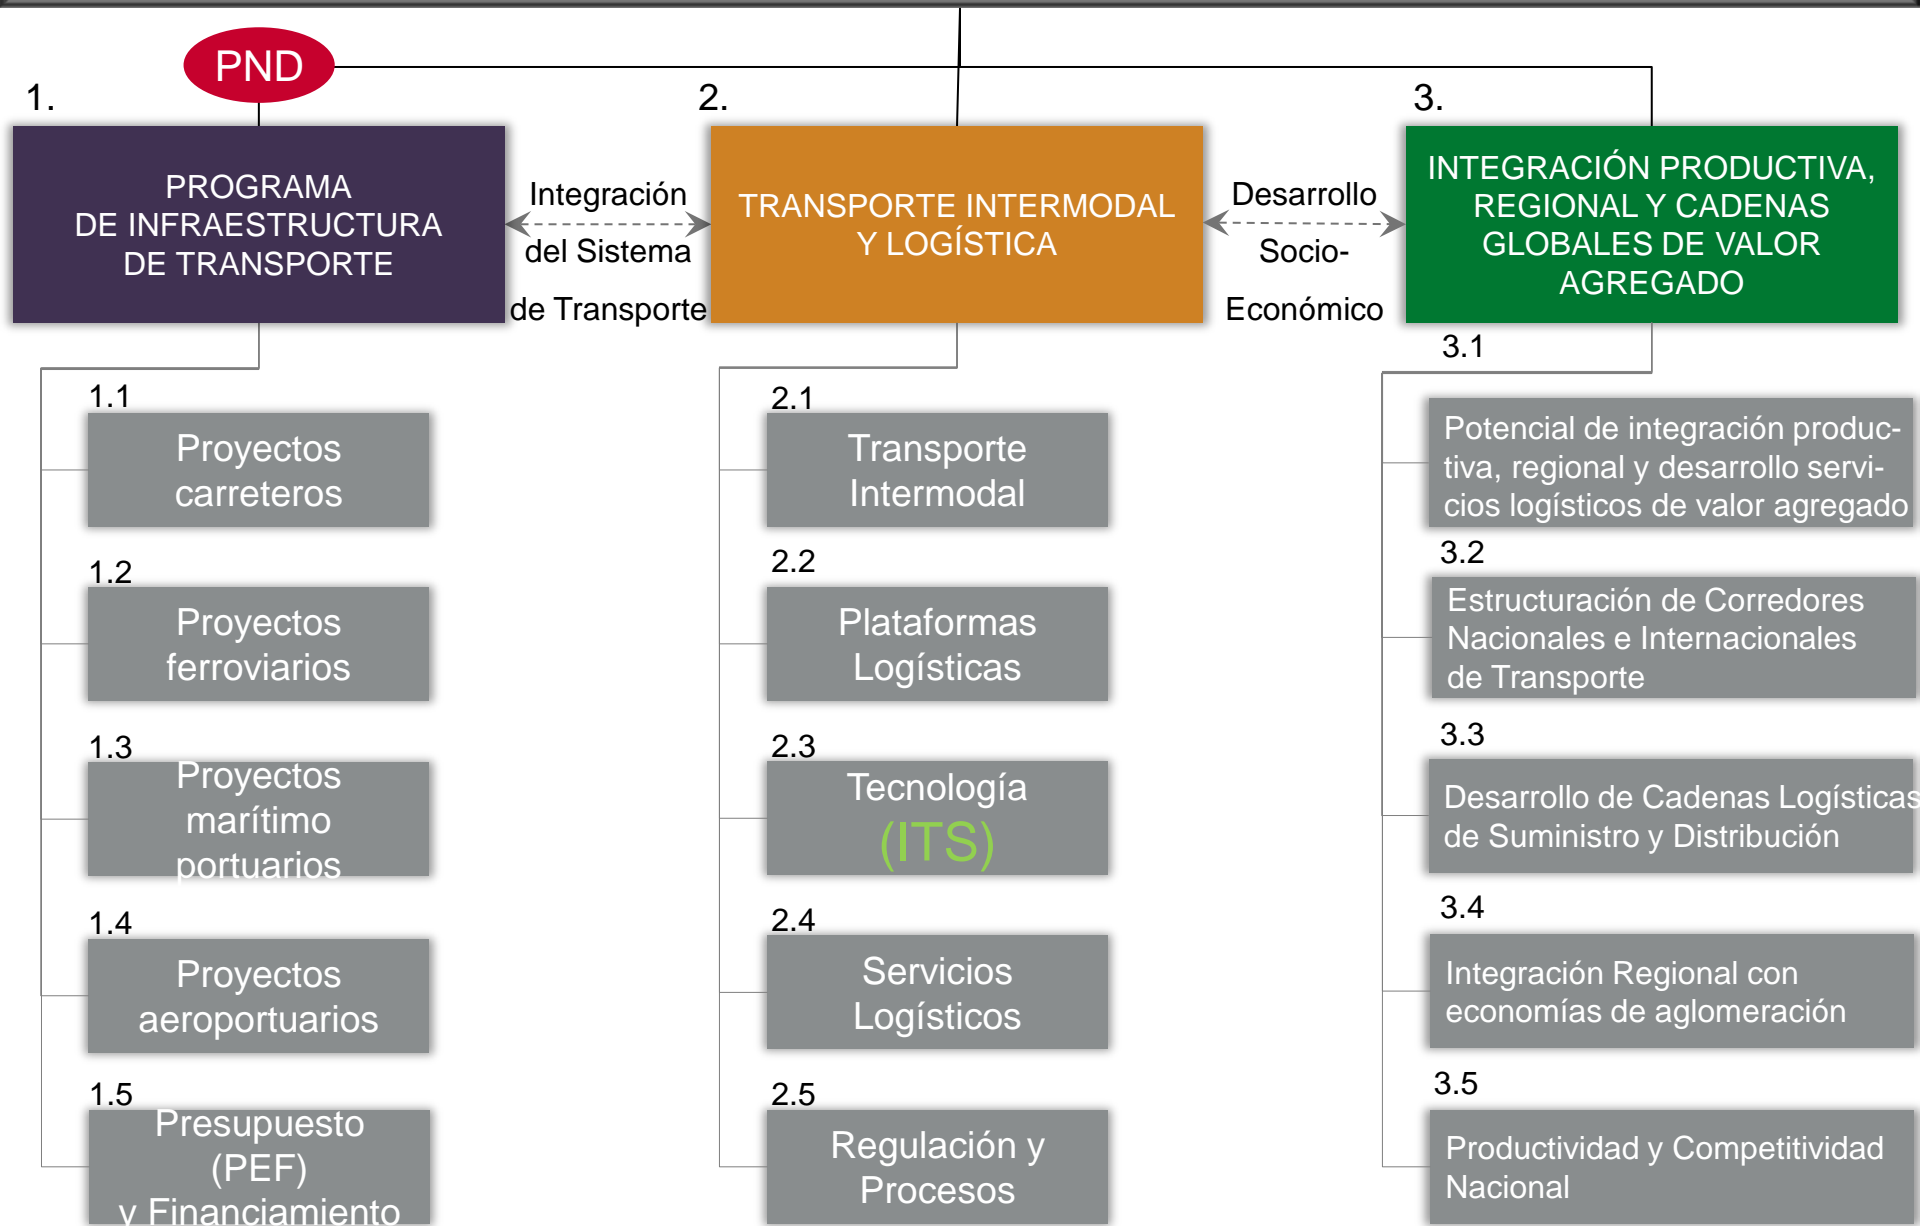 PND
1.
PROGRAMA
DE INFRAESTRUCTURA
DE TRANSPORTE
Integración
del Sistema
de Transporte
2.
TRANSPORTE INTERMODAL
Y LOGÍSTICA
Desarrollo
Socio-
Económico
3.
INTEGRACIÓN PRODUCTIVA,
REGIONAL Y CADENAS
GLOBALES DE VALOR
AGREGADO
1.1
Proyectos
carreteros
1.2
Proyectos
ferroviarios
1.3
Proyectos
marítimo
portuarios
1.4
Proyectos
aeroportuarios
1.5
Presupuesto
(PEF)
y Financiamiento
2.1
Transporte
Intermodal
2.2
Plataformas
Logísticas
2.3
Tecnología
(ITS)
2.4
Servicios
Logísticos
2.5
Regulación y
Procesos
3.1
Potencial de integración produc-
tiva, regional y desarrollo servi-
cios logísticos de valor agregado
3.2
Estructuración de Corredores
Nacionales e Internacionales
de Transporte
3.3
Desarrollo de Cadenas Logísticas
de Suministro y Distribución
3.4
Integración Regional con
economías de aglomeración
3.5
Productividad y Competitividad
Nacional